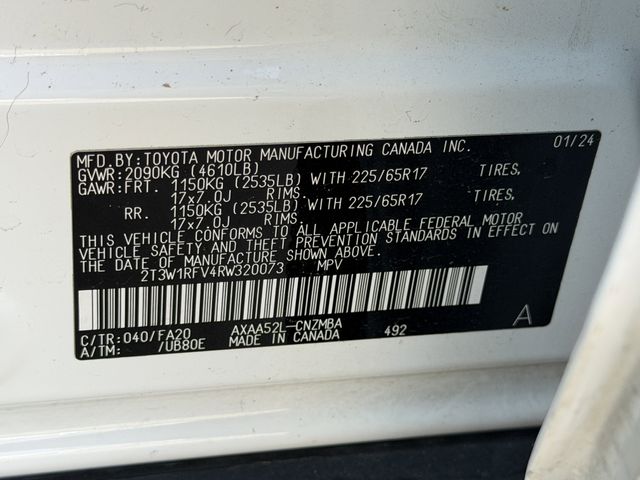 MFD.BY:TOYOTA MOTOR MANUFACTURING CANADA INC. 01/24
GVWR:2090KG (4610LB)
GAWR:FRT. 1150KG (2535LB) WITH 225/65R17 TIRES,
17x7.0J RIMS,
RR. 1150KG (2535LB) WITH 225/65R17 TIRES,
17x7.0J RIMS
THIS VEHICLE CONFORMS TO ALL APPLICABLE FEDERAL MOTOR
VEHICLE SAFETY AND THEFT PREVENTION STANDARDS IN EFFECT ON
THE DATE OF MANUFACTURE SHOWN ABOVE.
2T3W1RFV4RW320073 MPV
C/TR:040/FA20 AXAA52L-CNZMBA 492 A
A/TM: /UB80E MADE IN CANADA